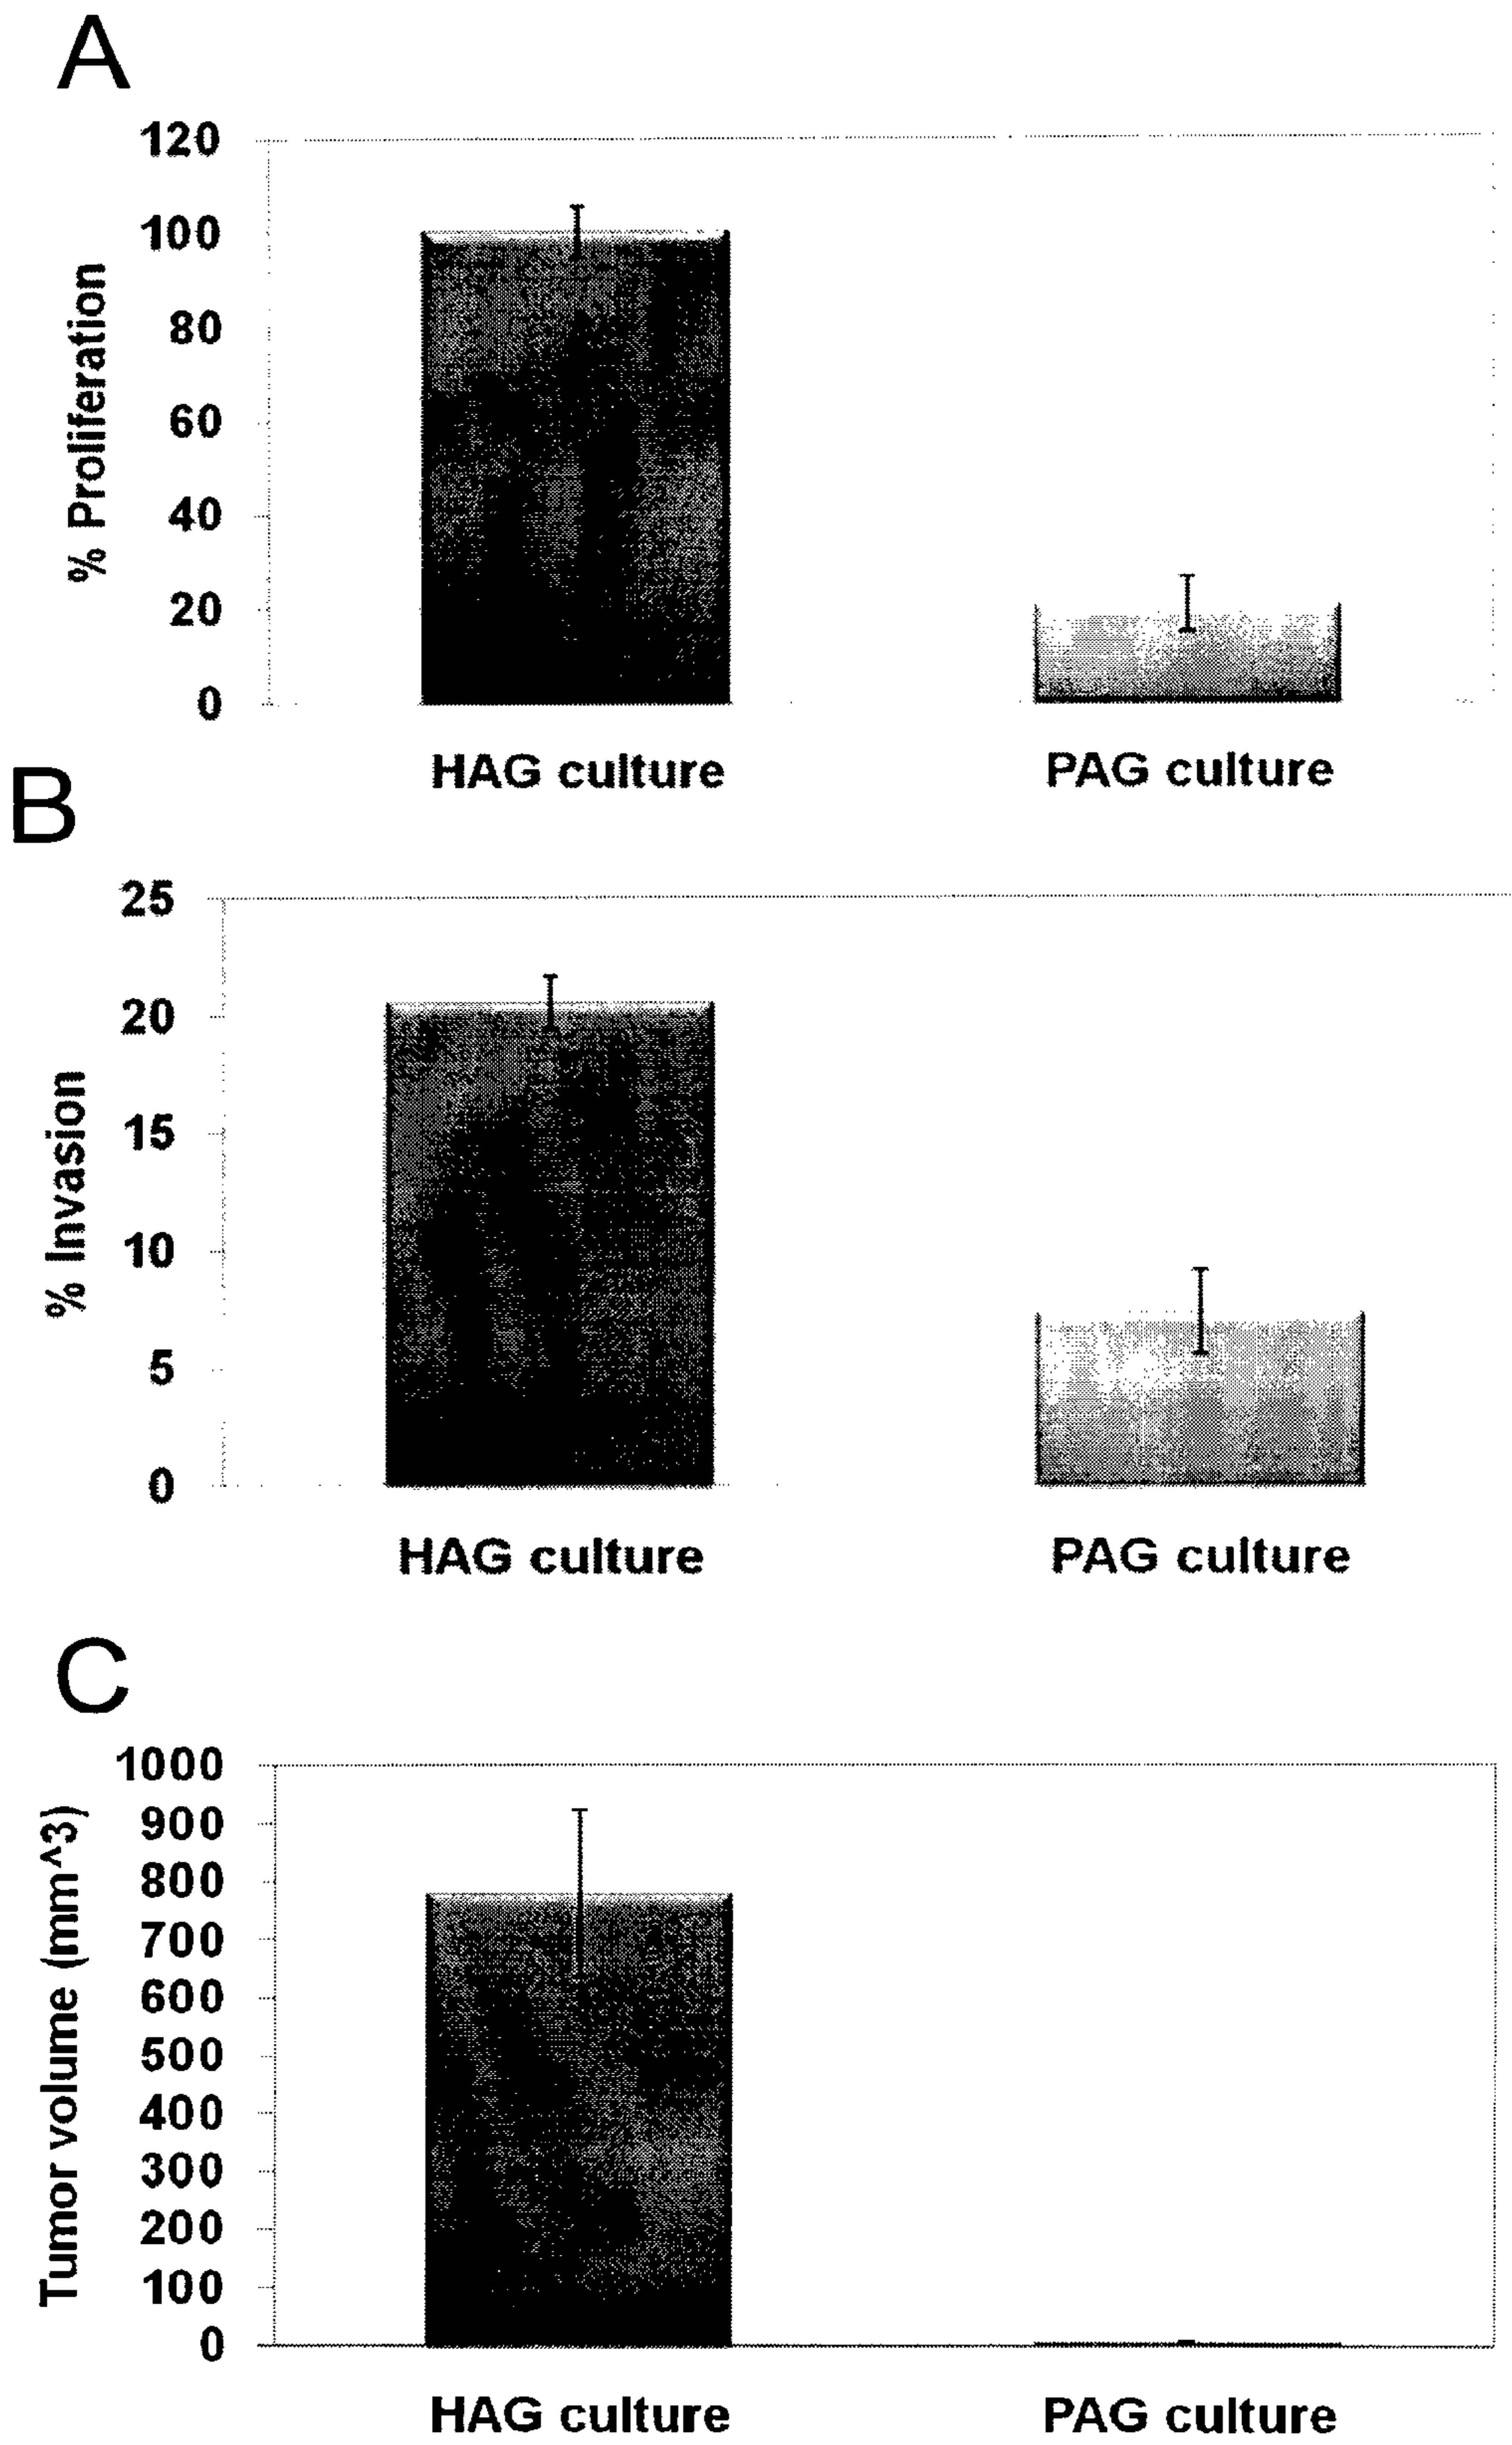 A
120
100
80
60
40
20
0
% Proliferation
HAG culture
PAG culture
B
25
20
15
10
5
0
% Invasion
HAG culture
PAG culture
C
1000
900
800
700
600
500
400
300
200
100
0
Tumor volume (mm^3)
HAG culture
PAG culture